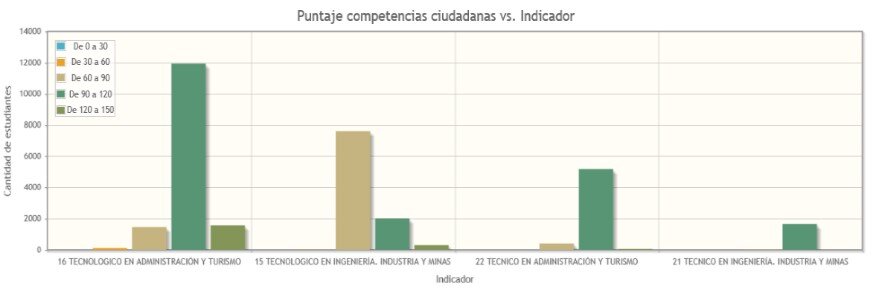 Puntaje competencias ciudadanas vs. Indicador
14000
12000
10000
8000
6000
4000
2000
0
Cantidad de estudiantes
De 0 a 30
De 30 a 60
De 60 a 90
De 90 a 120
De 120 a 150
16 TECNOLOGICO EN ADMINISTRACIÓN Y TURISMO
15 TECNOLOGICO EN INGENIERÍA. INDUSTRIA Y MINAS
22 TECNICO EN ADMINISTRACIÓN Y TURISMO
21 TECNICO EN INGENIERÍA. INDUSTRIA Y MINAS
Indicador